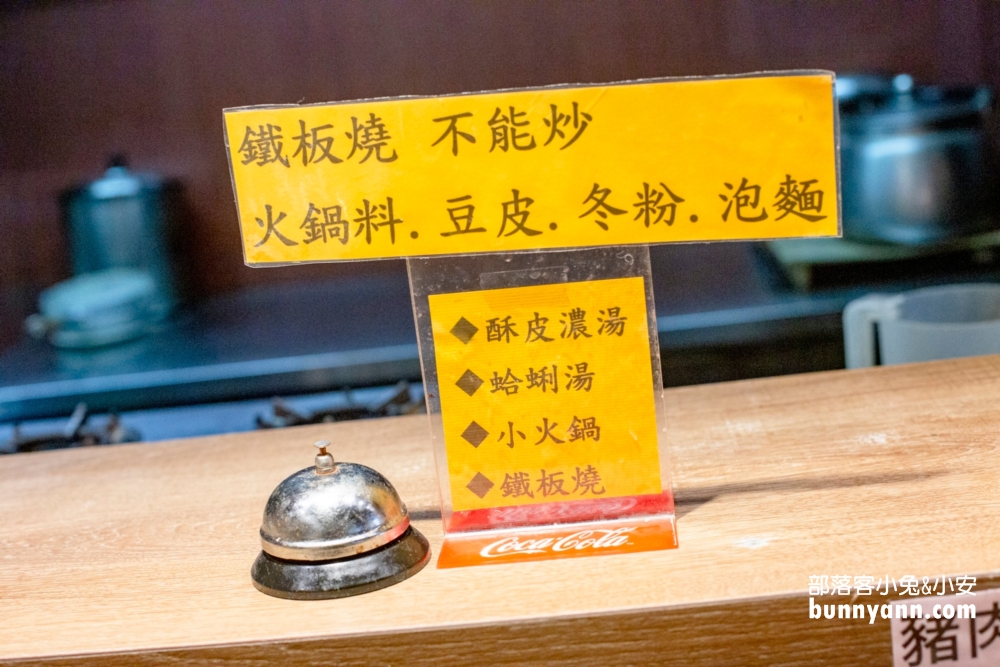 鐵板燒 不能炒
火鍋料.豆皮.冬粉.泡麵
◆酥皮濃湯
◆蛤蜊湯
◆小火鍋
◆鐵板燒
Coca-Cola
部落客小兔&小安
bunnyann.com
豬肉